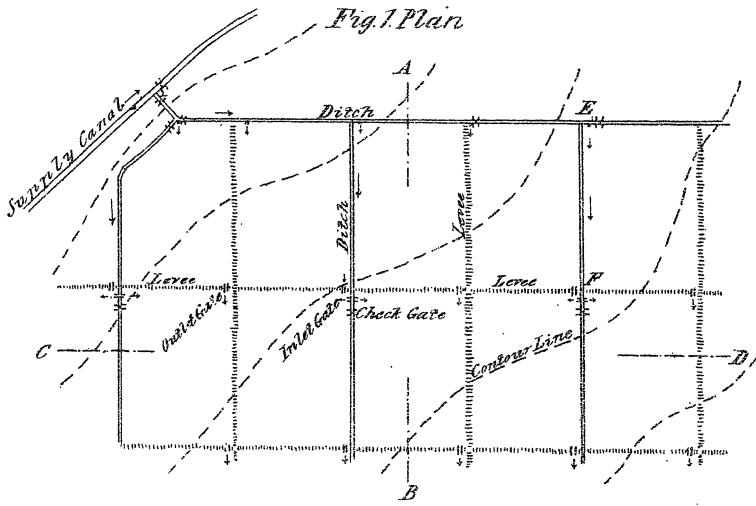 Fig. 1. Plan
A
Supply Canal
Ditch
E
Ditch
Levee
Levee
Levee
F
Outlet Gate
Inlet Gate
Check Gate
C
Contour Line
D
B